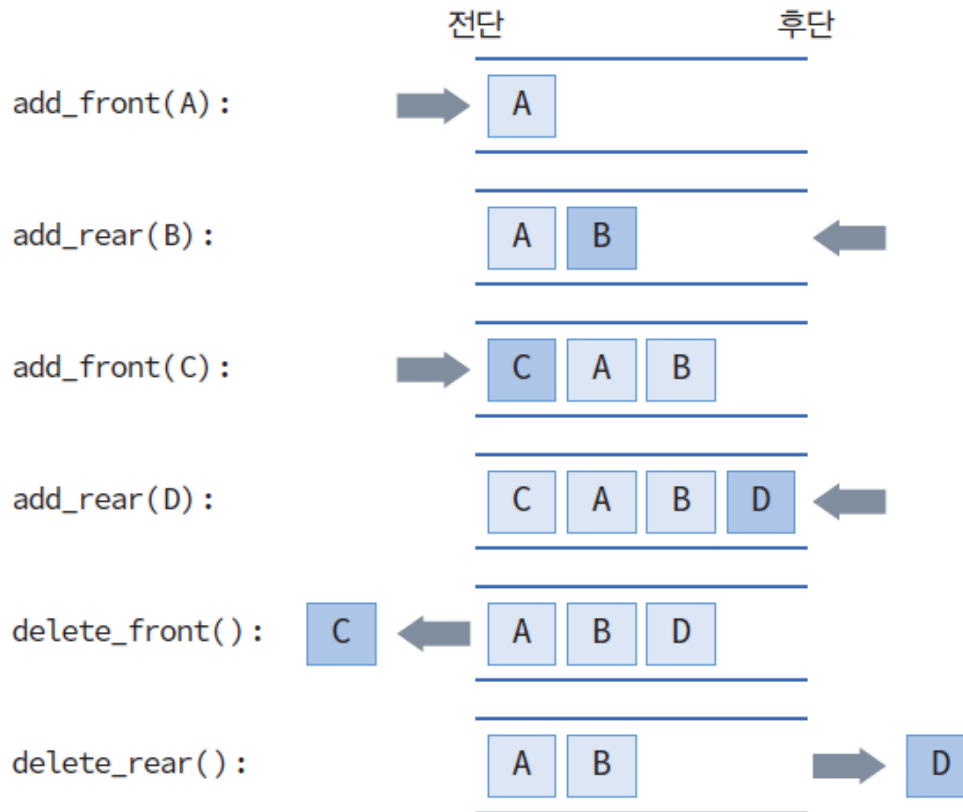 전단 후단
add_front(A): A
add_rear(B): A B
add_front(C): C A B
add_rear(D): C A B D
delete_front(): C A B D
delete_rear(): A B D